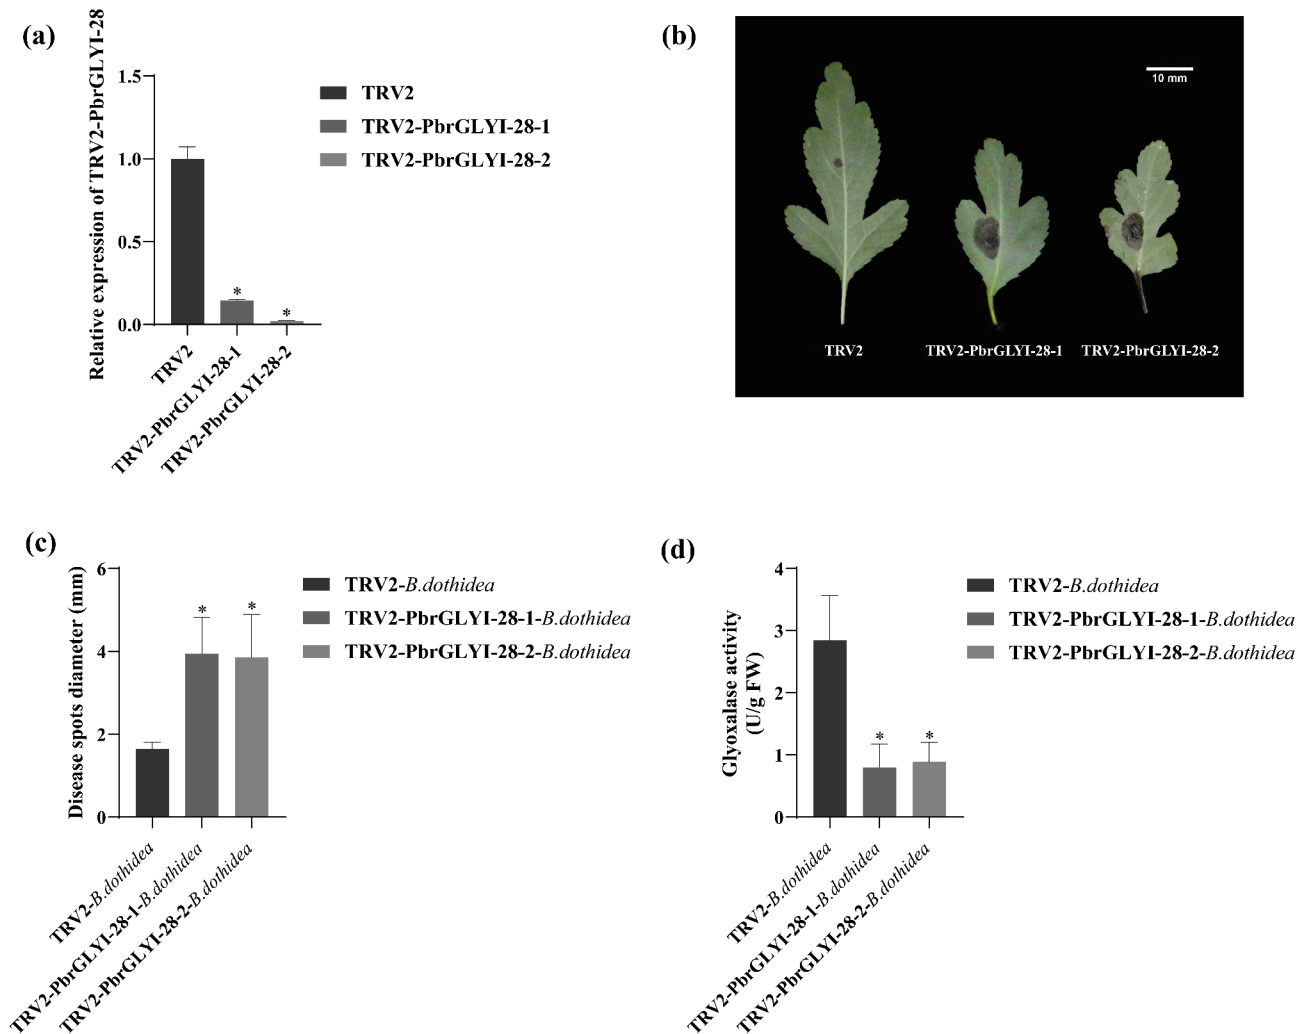 (a)
Relative expression of TRV2-PbrGLYI-28
1.5
1.0
0.5
0.0
TRV2
TRV2-PbrGLYI-28-1
TRV2-PbrGLYI-28-2
TRV2
TRV2-PbrGLYI-28-1
TRV2-PbrGLYI-28-2
*
*
(b)
10 mm
TRV2
TRV2-PbrGLYI-28-1
TRV2-PbrGLYI-28-2
(c)
Disease spots diameter (mm)
6
4
2
0
*
*
TRV2-B.dothidea
TRV2-PbrGLYI-28-1-B.dothidea
TRV2-PbrGLYI-28-2-B.dothidea
TRV2-B.dothidea
TRV2-PbrGLYI-28-1-B.dothidea
TRV2-PbrGLYI-28-2-B.dothidea
(d)
Glyoxalase activity
(U/g FW)
4
3
2
1
0
*
*
TRV2-B.dothidea
TRV2-PbrGLYI-28-1-B.dothidea
TRV2-PbrGLYI-28-2-B.dothidea
TRV2-B.dothidea
TRV2-PbrGLYI-28-1-B.dothidea
TRV2-PbrGLYI-28-2-B.dothidea